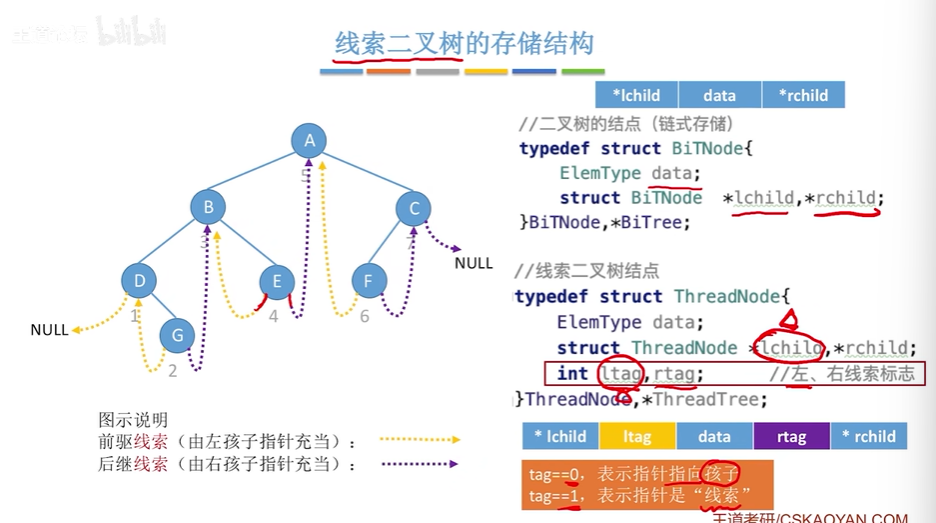 bilibili
线索二叉树的存储结构
*lchild data *rchild
//二叉树的结点（链式存储）
typedef struct BiTNode{
ElemType data;
struct BiTNode *lchild,*rchild;
}BiTNode,*BiTree;
//线索二叉树结点
typedef struct ThreadNode{
ElemType data;
struct ThreadNode *lchild,*rchild;
int ltag,rtag; //左、右线索标志
}ThreadNode,*ThreadTree;
* lchild ltag data rtag * rchild
tag==0，表示指针指向孩子
tag==1，表示指针是“线索”
A
5
B
3
C
7
NULL
D
1
E
4
F
6
NULL
G
2
图示说明
前驱线索（由左孩子指针充当）：
后继线索（由右孩子指针充当）：
王道考研/CSKAOYAN.COM